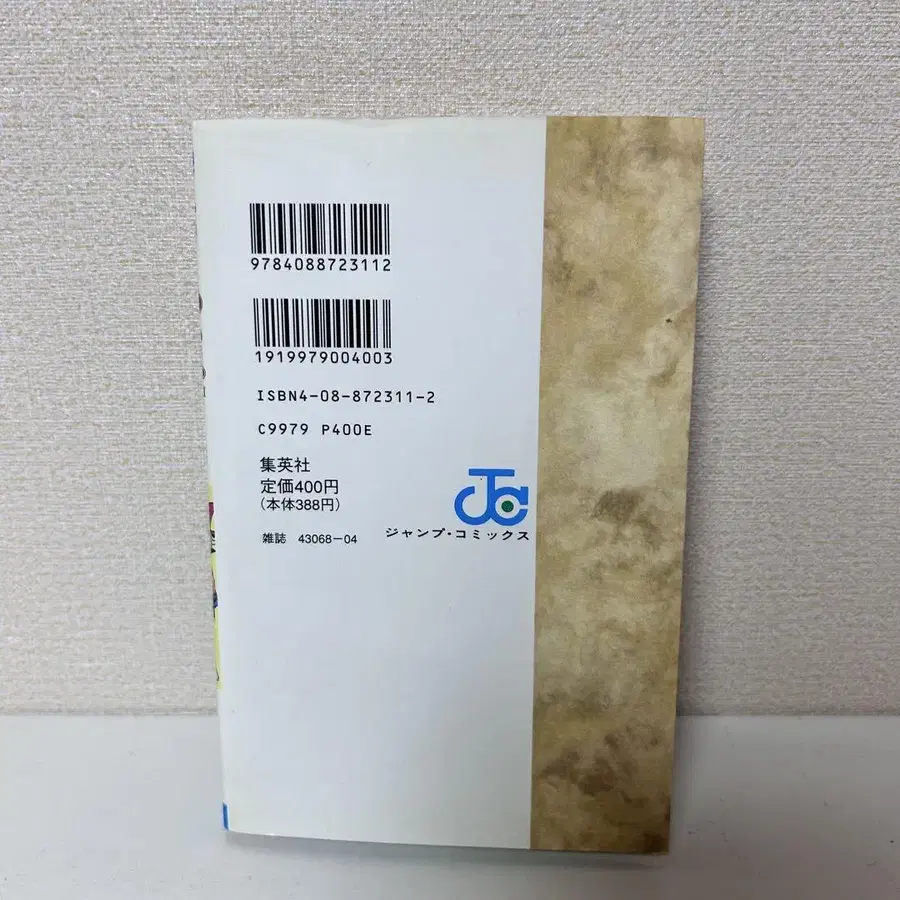 9784088723112
1919979004003
ISBN4-08-872311-2
C9979 P400E
集英社
定価400円
(本体388円)
雑誌 43068-04
ジャンプ・コミックス